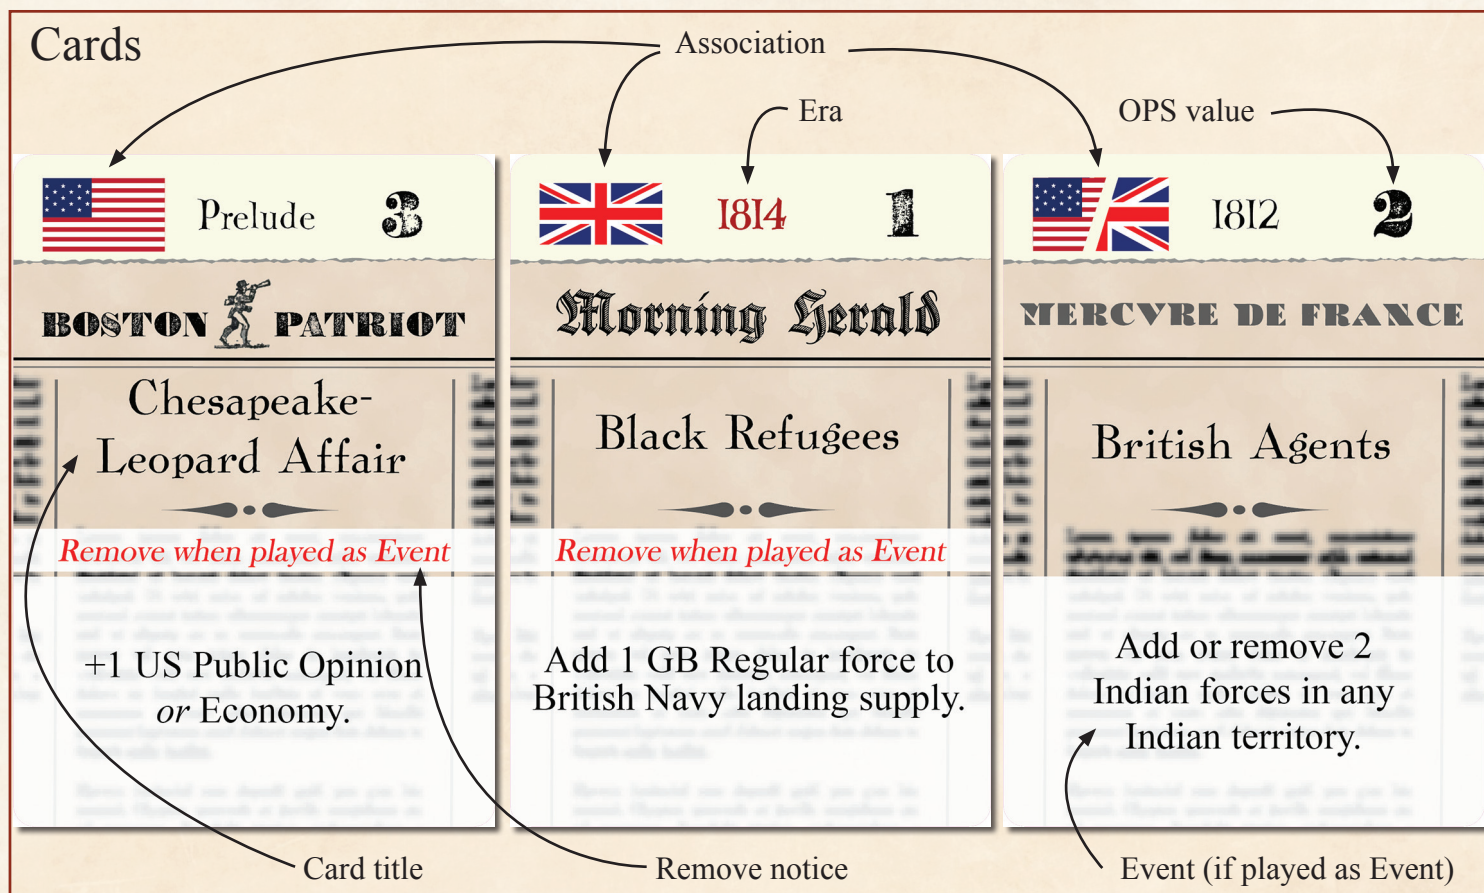 Cards
Association
Era
OPS value
Prelude 3
1814 1
1812 2
BOSTON PATRIOT
Morning Herald
MERCVRE DE FRANCE
Chesapeake-
Leopard Affair
Black Refugees
British Agents
Remove when played as Event
Remove when played as Event
+1 US Public Opinion
or Economy.
Add 1 GB Regular force to
British Navy landing supply.
Add or remove 2
Indian forces in any
Indian territory.
Card title
Remove notice
Event (if played as Event)